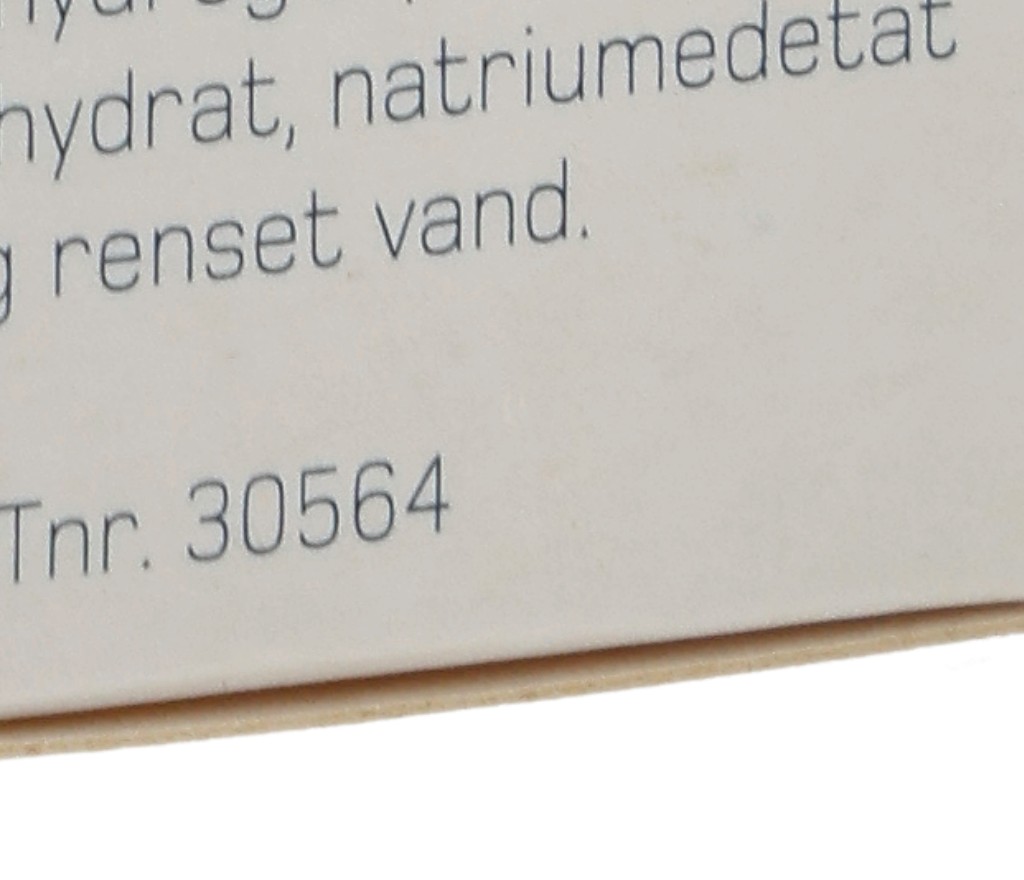 hydrat, natriumedetat
g renset vand.
Tnr. 30564